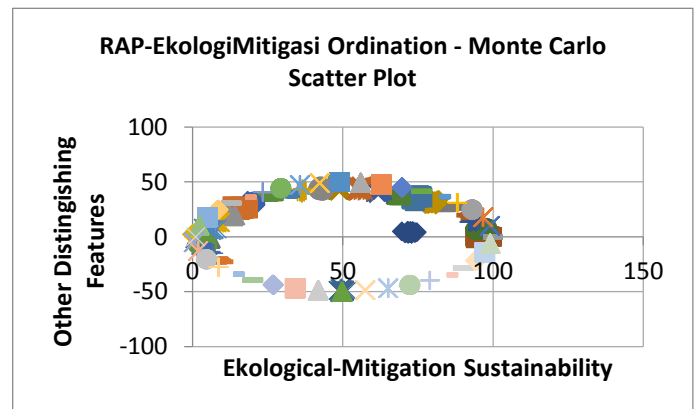 RAP-EkologiMitigasi Ordination - Monte Carlo
Scatter Plot
Other Distingishing
Features
100
50
0
-50
-100
0
50
100
150
Ekological-Mitigation Sustainability